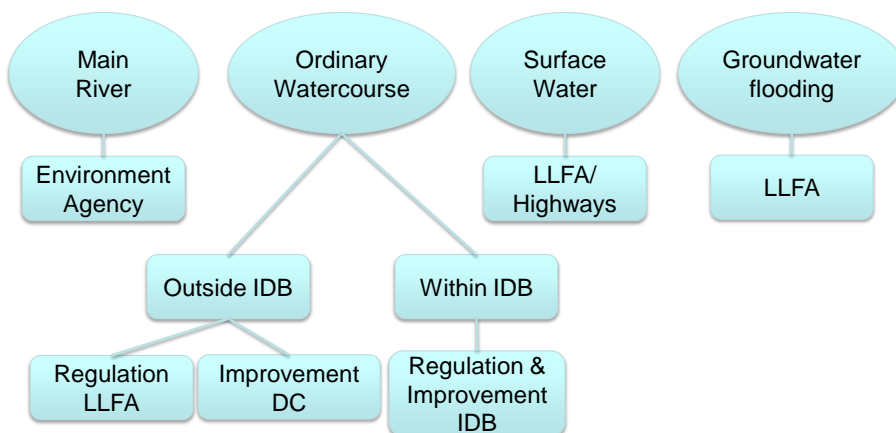 Main
River
Ordinary
Watercourse
Surface
Water
Groundwater
flooding
Environment
Agency
LLFA/
Highways
LLFA
Outside IDB
Within IDB
Regulation
LLFA
Improvement
DC
Regulation &
Improvement
IDB